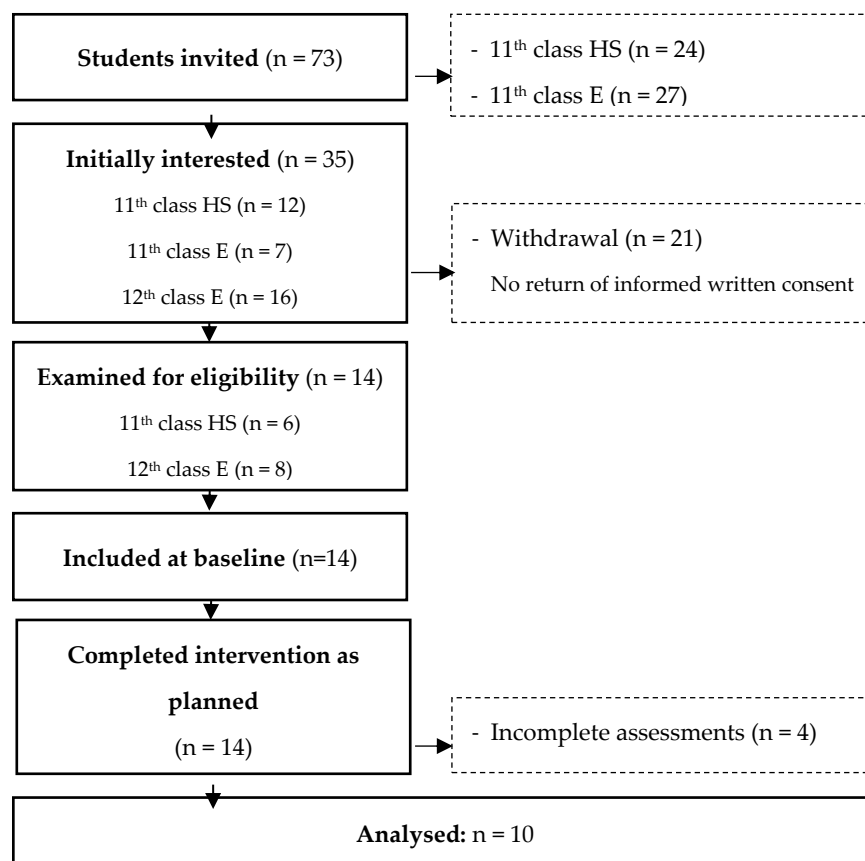 Students invited (n = 73)
- 11th class HS (n = 24)
- 11th class E (n = 27)
Initially interested (n = 35)
11th class HS (n = 12)
11th class E (n = 7)
12th class E (n = 16)
- Withdrawal (n = 21)
No return of informed written consent
Examined for eligibility (n = 14)
11th class HS (n = 6)
12th class E (n = 8)
Included at baseline (n=14)
Completed intervention as
planned
(n = 14)
- Incomplete assessments (n = 4)
Analysed: n = 10